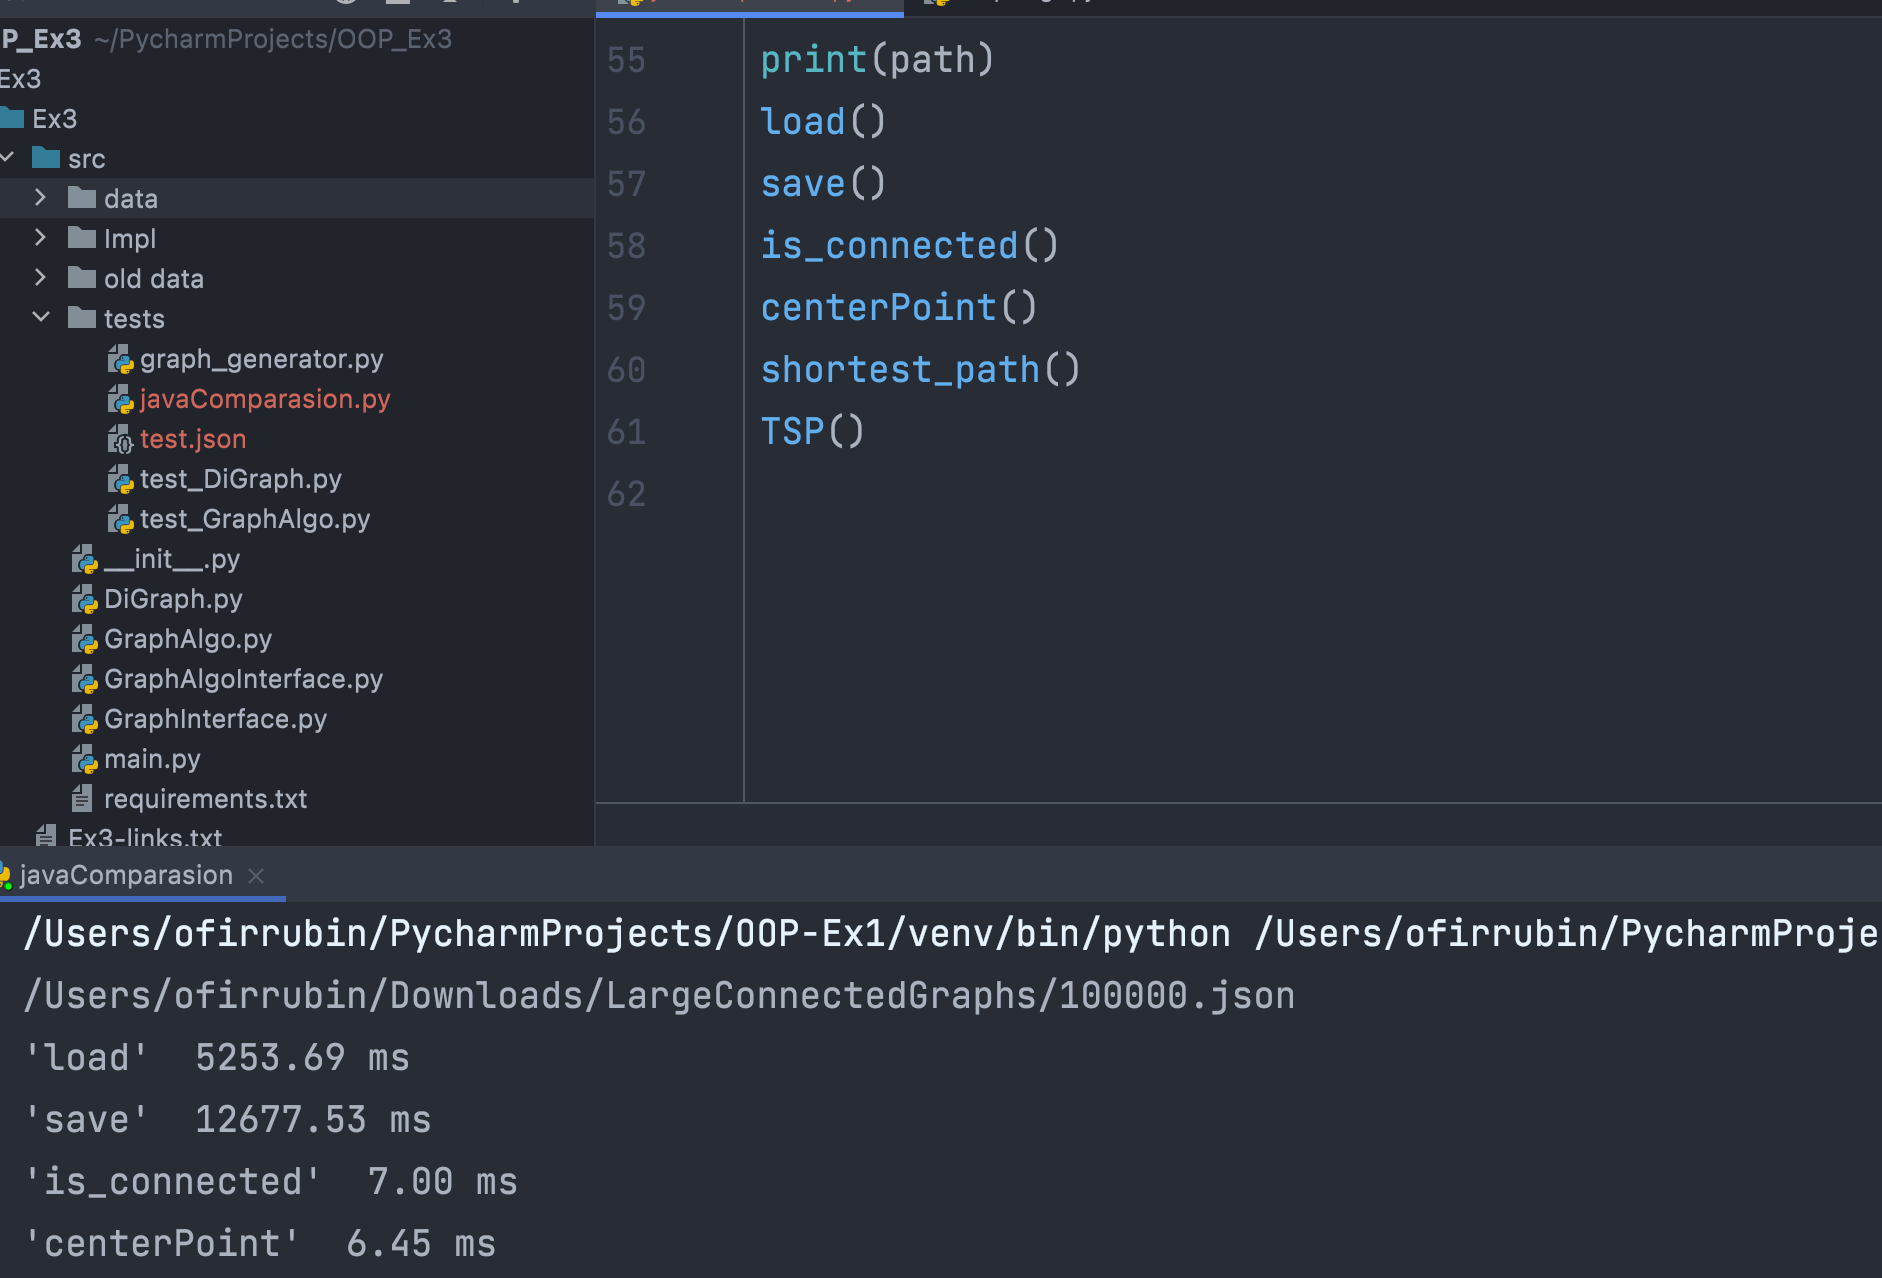 P_Ex3 ~/PycharmProjects/OOP_Ex3
Ex3
Ex3
src
data
Impl
old data
tests
graph_generator.py
javaComparasion.py
test.json
test_DiGraph.py
test_GraphAlgo.py
__init__.py
DiGraph.py
GraphAlgo.py
GraphAlgoInterface.py
GraphInterface.py
main.py
requirements.txt
Ex3-links.txt
55 print(path)
56 load()
57 save()
58 is_connected()
59 centerPoint()
60 shortest_path()
61 TSP()
62
javaComparasion
/Users/ofirrubin/PycharmProjects/OOP-Ex1/venv/bin/python /Users/ofirrubin/PycharmProje
/Users/ofirrubin/Downloads/LargeConnectedGraphs/100000.json
'load'  5253.69 ms
'save'  12677.53 ms
'is_connected'  7.00 ms
'centerPoint'  6.45 ms